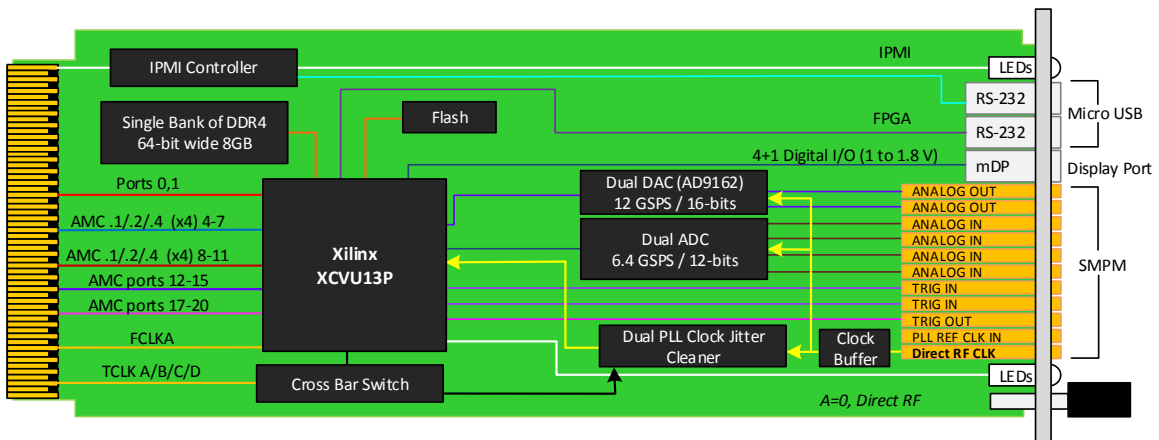 IPMI
IPMI Controller
LEDs
RS-232
Micro USB
Single Bank of DDR4
64-bit wide 8GB
Flash
FPGA
RS-232
4+1 Digital I/O (1 to 1.8 V)
mDP
Display Port
Ports 0,1
Dual DAC (AD9162)
12 GSPS / 16-bits
ANALOG OUT
ANALOG OUT
AMC .1/.2/.4 (x4) 4-7
ANALOG IN
Dual ADC
6.4 GSPS / 12-bits
ANALOG IN
ANALOG IN
ANALOG IN
SMPM
Xilinx
XCVU13P
AMC .1/.2/.4 (x4) 8-11
AMC ports 12-15
TRIG IN
TRIG IN
AMC ports 17-20
TRIG OUT
FCLKA
Dual PLL Clock Jitter
Cleaner
Clock
Buffer
PLL REF CLK IN
Direct RF CLK
TCLK A/B/C/D
Cross Bar Switch
LEDs
A=0, Direct RF